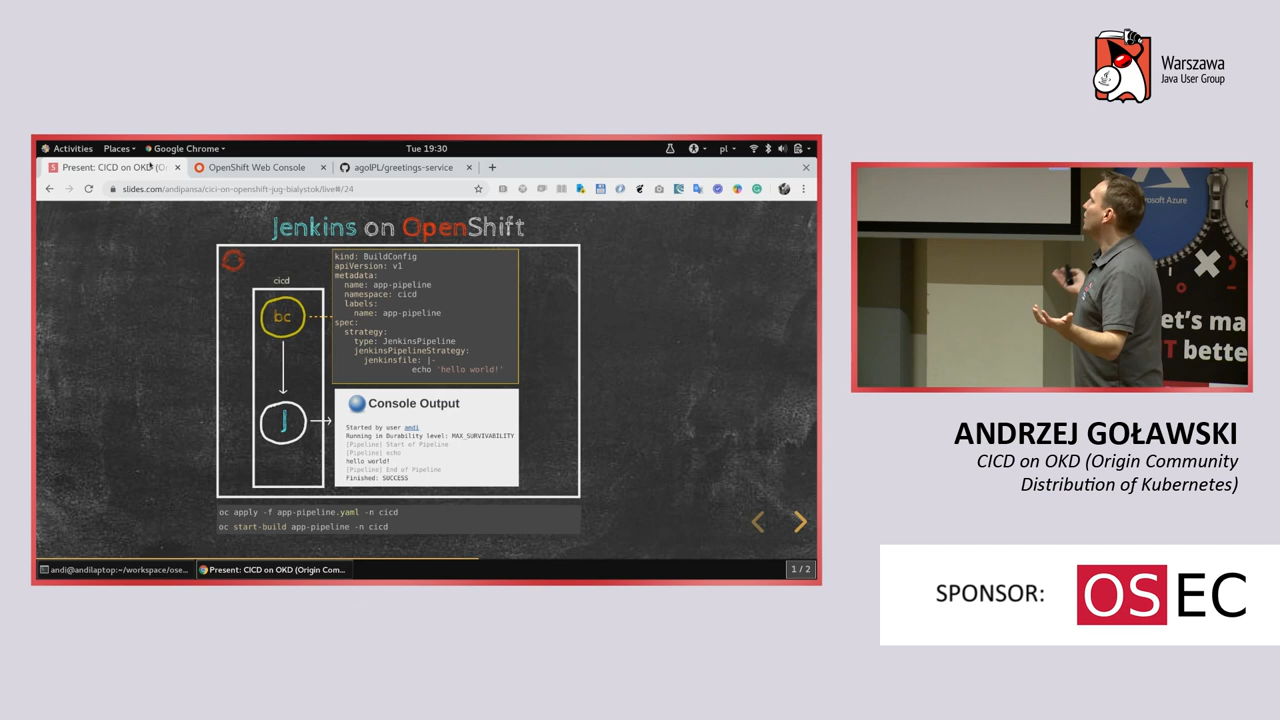 Warszawa
Java User Group
Activities Places Google Chrome Tue 19:30 pl
Present: CICD on OKD (Or
OpenShift Web Console
agolPL/greetings-service
slides.com/andipansa/cici-on-openshift-jug-bialystok/live#/24
Jenkins on OpenShift
cicd
bc
J
kind: BuildConfig
apiVersion: v1
metadata:
name: app-pipeline
namespace: cicd
labels:
name: app-pipeline
spec:
strategy:
type: JenkinsPipeline
jenkinsPipelineStrategy:
jenkinsfile: |-
echo 'hello world!'
Console Output
Started by user andi
Running in Durability level: MAX_SURVIVABILITY
[Pipeline] Start of Pipeline
[Pipeline] echo
hello world!
[Pipeline] End of Pipeline
Finished: SUCCESS
oc apply -f app-pipeline.yaml -n cicd
oc start-build app-pipeline -n cicd
andi@andilaptop:~/workspace/ose...
Present: CICD on OKD (Origin Com...
1 / 2
soft Azure
et's ma
T bette
ANDRZEJ GOŁAWSKI
CICD on OKD (Origin Community
Distribution of Kubernetes)
SPONSOR:
OSEC